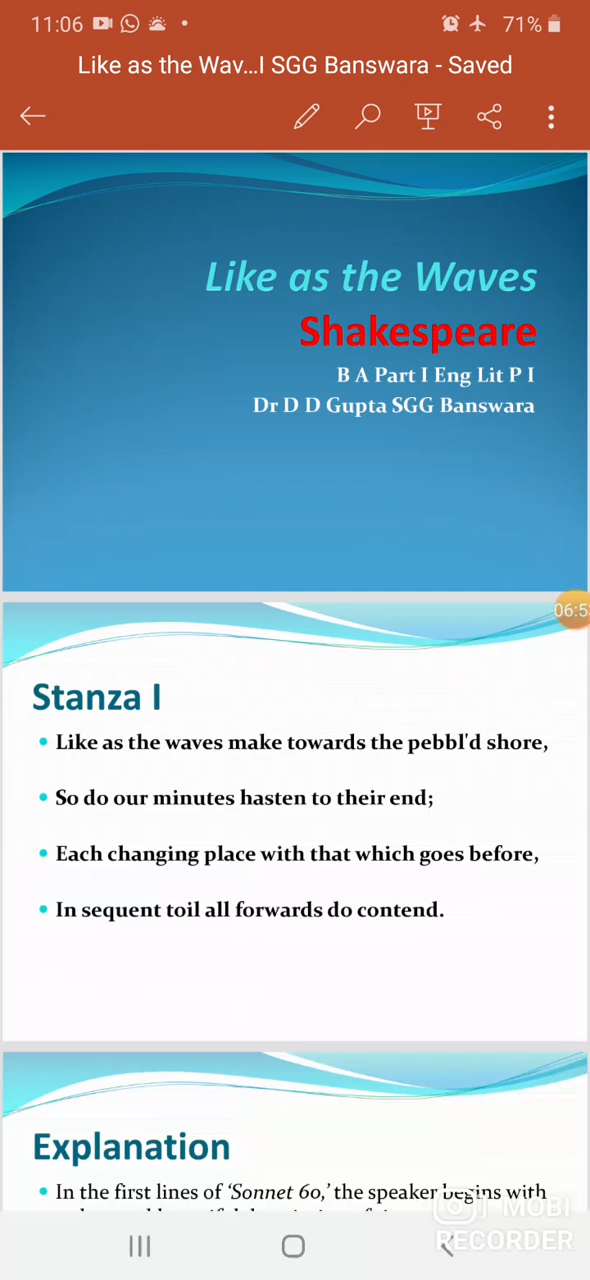 11:06
71%
Like as the Wav...I SGG Banswara - Saved
Like as the Waves
Shakespeare
B A Part I Eng Lit P I
Dr D D Gupta SGG Banswara
06:5
Stanza I
• Like as the waves make towards the pebbl'd shore,
• So do our minutes hasten to their end;
• Each changing place with that which goes before,
• In sequent toil all forwards do contend.
Explanation
• In the first lines of ‘Sonnet 60,’ the speaker begins with
MOBI
RECORDER